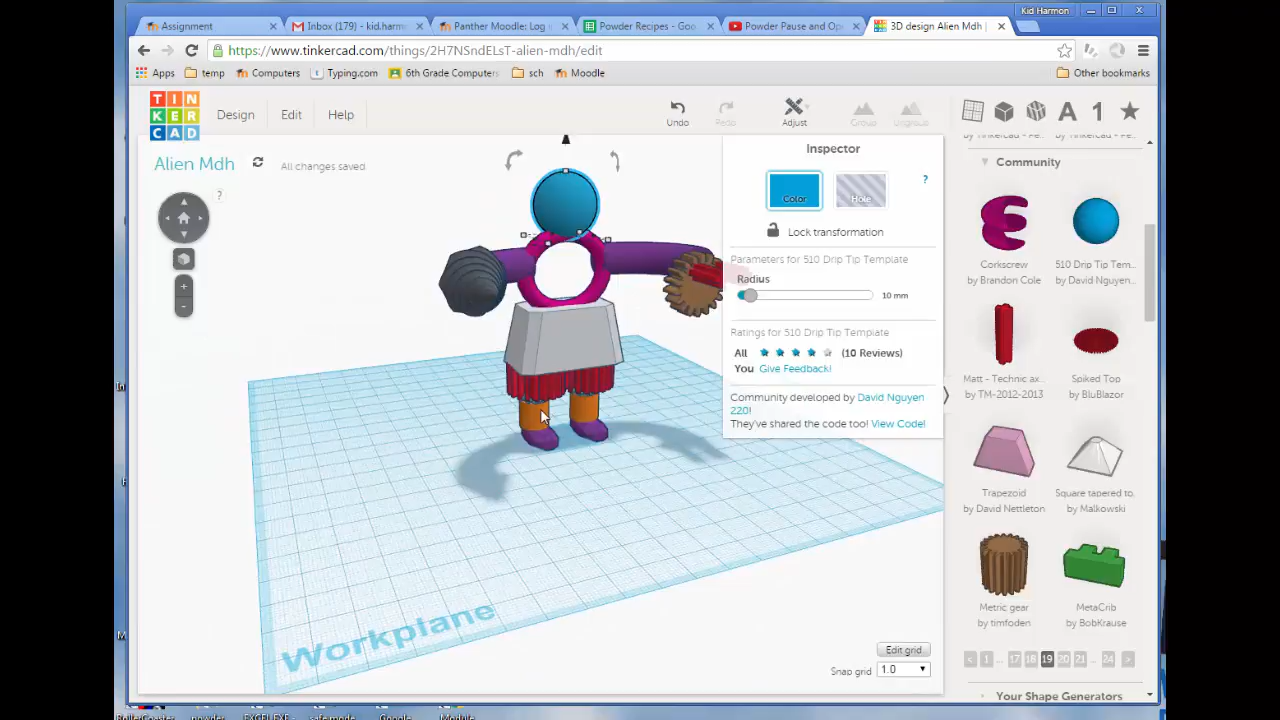 Kid Harmon
Assignment
Inbox (179) - kid.harm
Panther Moodle: Log i
Powder Recipes - Goo
Powder Pause and Op
3D design Alien Mdh |
https://www.tinkercad.com/things/2H7NSndELsT-alien-mdh/edit
Apps
temp
Computers
Typing.com
6th Grade Computers
sch
Moodle
Other bookmarks
TIN
KER
CAD
Design
Edit
Help
Undo
Redo
Adjust
Group
Ungroup
Alien Mdh
All changes saved
?
Inspector
Color
Hole
?
Lock transformation
Parameters for 510 Drip Tip Template
Radius
10 mm
Ratings for 510 Drip Tip Template
All
(10 Reviews)
You
Give Feedback!
Community developed by David Nguyen
220!
They've shared the code too! View Code!
Community
Corkscrew
by Brandon Cole
510 Drip Tip Tem...
by David Nguyen...
Matt - Technic ax...
by TM-2012-2013
Spiked Top
by BluBlazor
Trapezoid
by David Nettleton
Square tapered to...
by Malkowski
Metric gear
by timfoden
MetaCrib
by BobKrause
< 1 ... 17 18 19 20 21 ... 24 >
Your Shape Generators
Workplane
Edit grid
Snap grid
1.0